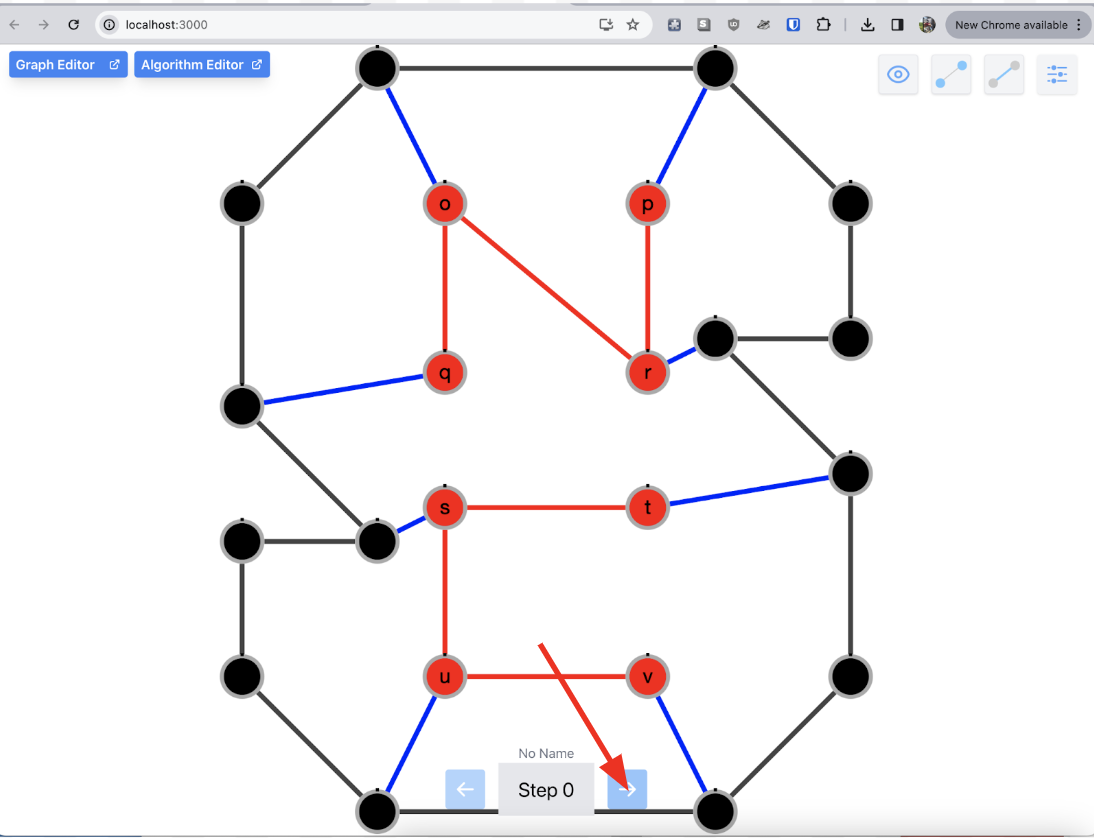 localhost:3000
New Chrome available
Graph Editor
Algorithm Editor
o
p
q
r
s
t
u
v
No Name
Step 0